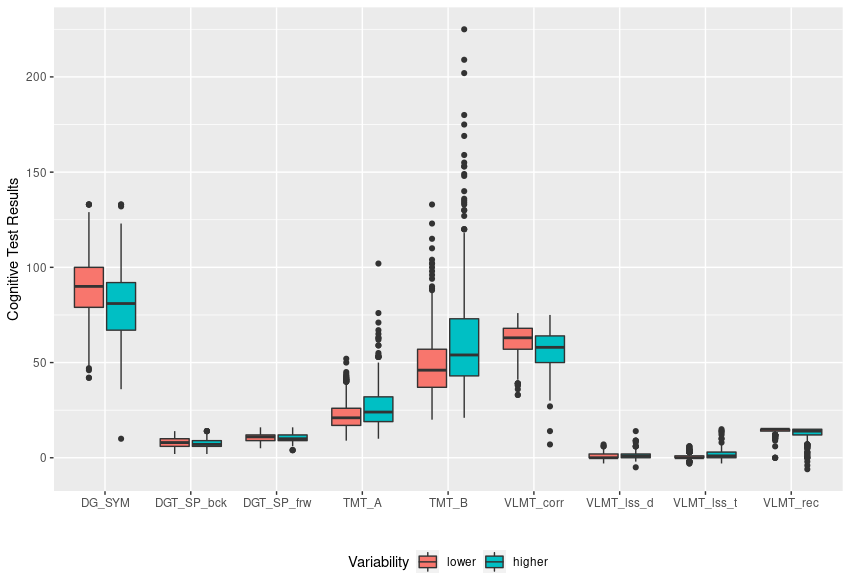 Cognitive Test Results
200
150
100
50
0
DG_SYM DGT_SP_bck DGT_SP_frw TMT_A TMT_B VLMT_corr VLMT_lss_d VLMT_lss_t VLMT_rec
Variability lower higher